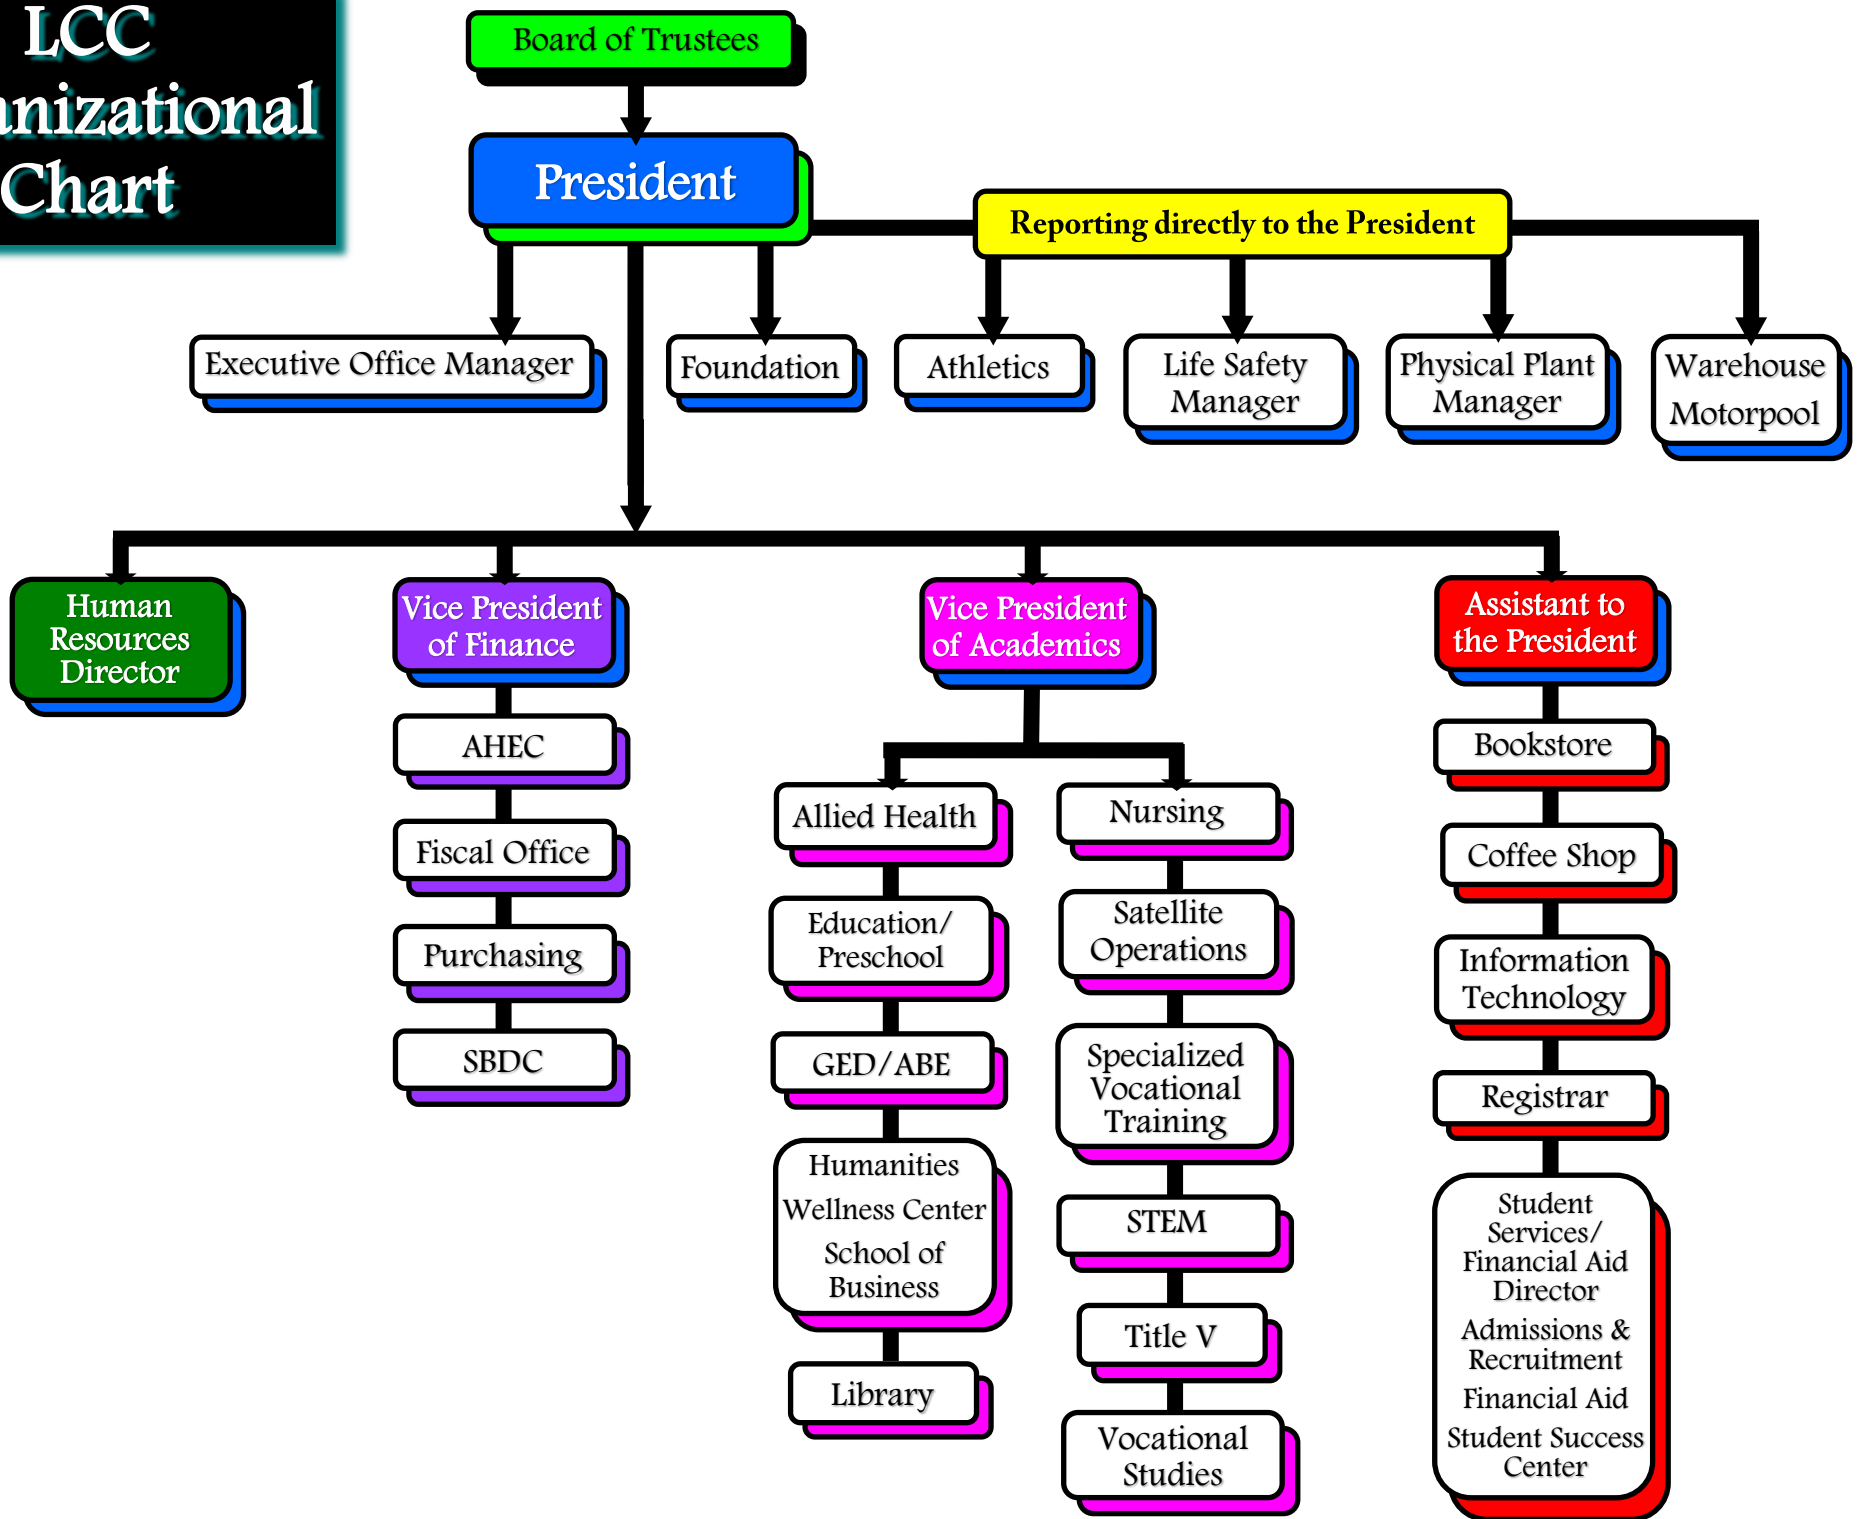 LCC
anizational
Chart
Board of Trustees
President
Reporting directly to the President
Executive Office Manager
Foundation
Athletics
Life Safety
Manager
Physical Plant
Manager
Warehouse
Motorpool
Human
Resources
Director
Vice President
of Finance
AHEC
Fiscal Office
Purchasing
SBDC
Vice President
of Academics
Allied Health
Education/
Preschool
GED/ABE
Humanities
Wellness Center
School of
Business
Library
Nursing
Satellite
Operations
Specialized
Vocational
Training
STEM
Title V
Vocational
Studies
Assistant to
the President
Bookstore
Coffee Shop
Information
Technology
Registrar
Student
Services/
Financial Aid
Director
Admissions &
Recruitment
Financial Aid
Student Success
Center